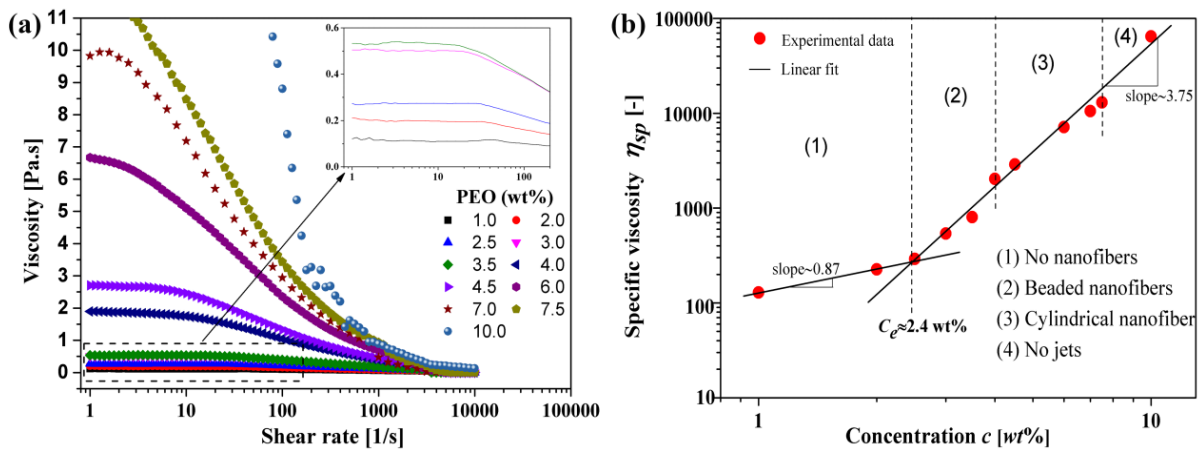 (a)
11
10
9
8
7
6
5
4
3
2
1
0
Viscosity [Pa.s]
1 10 100 1000 10000 100000
Shear rate [1/s]
0.6
0.4
0.2
0.0
1 10 100
PEO (wt%)
1.0 2.0
2.5 3.0
3.5 4.0
4.5 6.0
7.0 7.5
10.0
(b)
100000
10000
1000
100
10
Specific viscosity η_sp [-]
Experimental data
Linear fit
(1)
(2)
(3)
(4)
slope~3.75
slope~0.87
C_e≈2.4 wt%
(1) No nanofibers
(2) Beaded nanofibers
(3) Cylindrical nanofiber
(4) No jets
1 10
Concentration c [wt%]